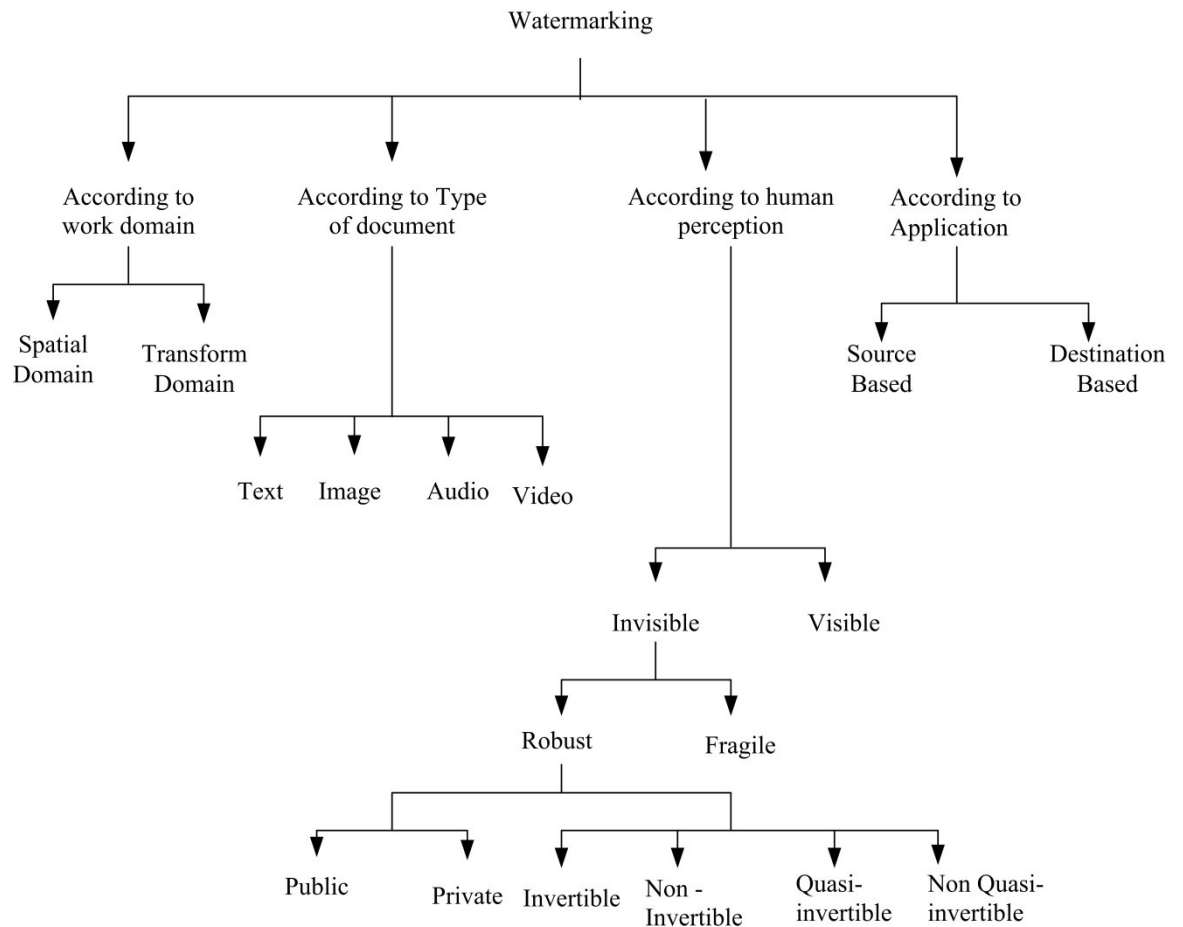 Watermarking
According to
work domain
According to Type
of document
According to human
perception
According to
Application
Spatial
Domain
Transform
Domain
Source
Based
Destination
Based
Text
Image
Audio
Video
Invisible
Visible
Robust
Fragile
Public
Private
Invertible
Non -
Invertible
Quasi-
invertible
Non Quasi-
invertible